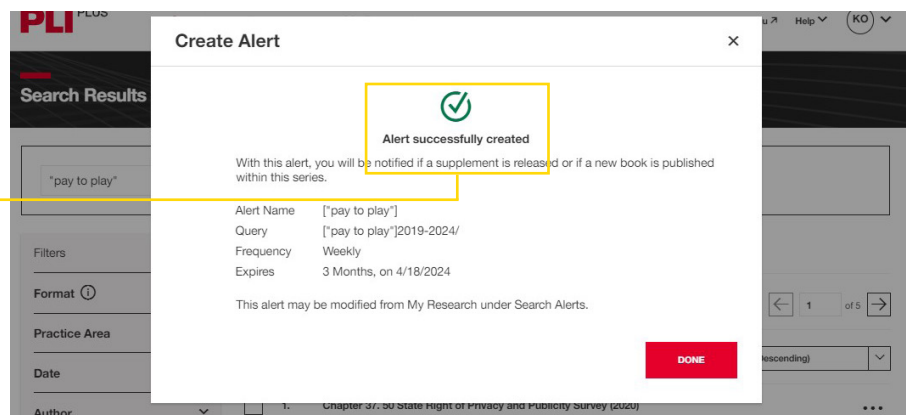 PLI PLUS
u Help KO
Create Alert
Search Results
Alert successfully created
With this alert, you will be notified if a supplement is released or if a new book is published
within this series.
"pay to play"
Alert Name ["pay to play"]
Query ["pay to play"]2019-2024/
Frequency Weekly
Expires 3 Months, on 4/18/2024
Filters
Format
This alert may be modified from My Research under Search Alerts.
1 of 5
Practice Area
DONE
Descending)
Date
Author
1. Chapter 37. 50 State Right of Privacy and Publicity Survey (2020)